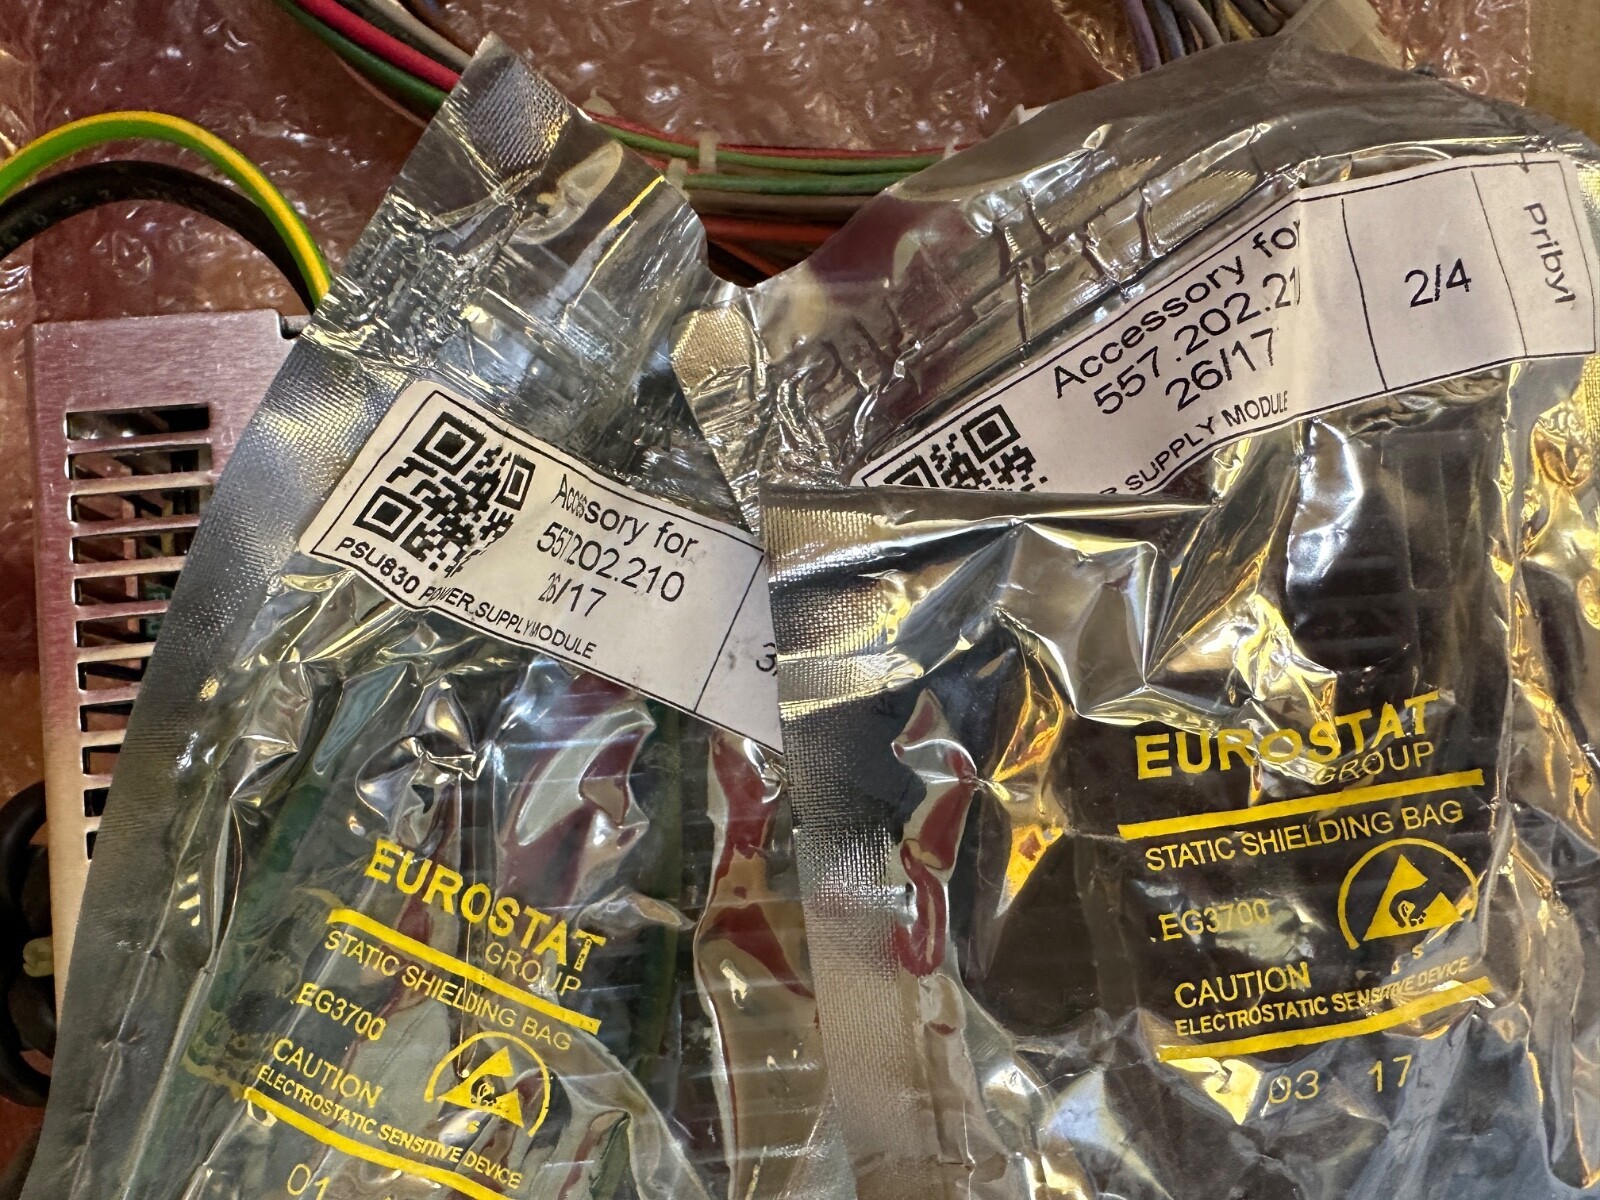 Accessory for
557.202.210
26/17
PSU830 POWER SUPPLY MODULE
EUROSTAT
GROUP
STATIC SHIELDING BAG
EG3700
CAUTION
ELECTROSTATIC SENSITIVE DEVICE
01
Accessory for
557.202.21
26/17
SUPPLY MODULE
2/4
Pribyl
EUROSTAT
GROUP
STATIC SHIELDING BAG
EG3700
CAUTION
ELECTROSTATIC SENSITIVE DEVICE
03 17